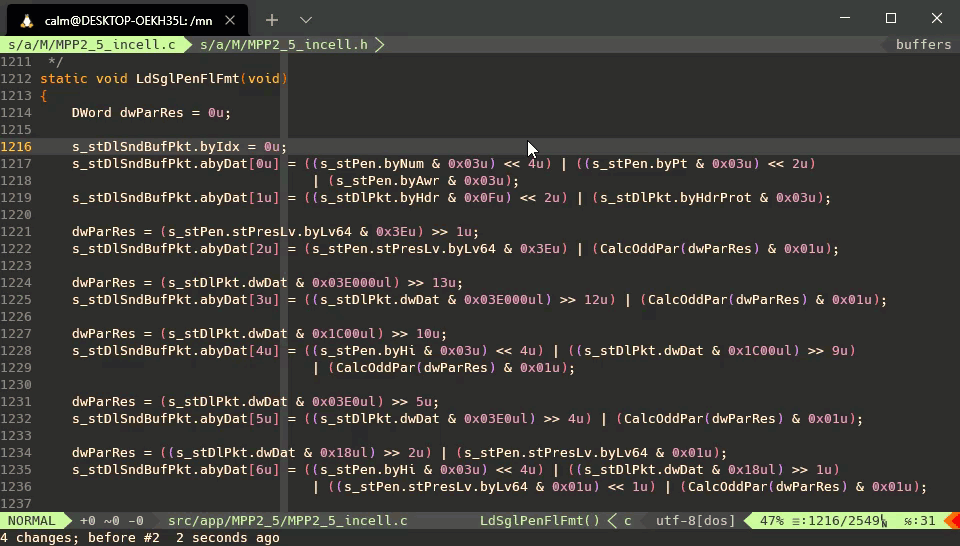 calm@DESKTOP-OEKH35L: /mn
s/a/M/MPP2_5_incell.c s/a/M/MPP2_5_incell.h buffers
1211 */
1212 static void LdSglPenFlFmt(void)
1213 {
1214 DWord dwParRes = 0u;
1215
1216 s_stDlSndBufPkt.byIdx = 0u;
1217 s_stDlSndBufPkt.abyDat[0u] = ((s_stPen.byNum & 0x03u) << 4u) | ((s_stPen.byPt & 0x03u) << 2u)
1218 | (s_stPen.byAwr & 0x03u);
1219 s_stDlSndBufPkt.abyDat[1u] = ((s_stDlPkt.byHdr & 0x0Fu) << 2u) | (s_stDlPkt.byHdrProt & 0x03u);
1220
1221 dwParRes = (s_stPen.stPresLv.byLv64 & 0x3Eu) >> 1u;
1222 s_stDlSndBufPkt.abyDat[2u] = (s_stPen.stPresLv.byLv64 & 0x3Eu) | (CalcOddPar(dwParRes) & 0x01u);
1223
1224 dwParRes = (s_stDlPkt.dwDat & 0x03E000ul) >> 13u;
1225 s_stDlSndBufPkt.abyDat[3u] = ((s_stDlPkt.dwDat & 0x03E000ul) >> 12u) | (CalcOddPar(dwParRes) & 0x01u);
1226
1227 dwParRes = (s_stDlPkt.dwDat & 0x1C00ul) >> 10u;
1228 s_stDlSndBufPkt.abyDat[4u] = ((s_stPen.byHi & 0x03u) << 4u) | ((s_stDlPkt.dwDat & 0x1C00ul) >> 9u)
1229 | (CalcOddPar(dwParRes) & 0x01u);
1230
1231 dwParRes = (s_stDlPkt.dwDat & 0x03E0ul) >> 5u;
1232 s_stDlSndBufPkt.abyDat[5u] = ((s_stDlPkt.dwDat & 0x03E0ul) >> 4u) | (CalcOddPar(dwParRes) & 0x01u);
1233
1234 dwParRes = ((s_stDlPkt.dwDat & 0x18ul) >> 2u) | (s_stPen.stPresLv.byLv64 & 0x01u);
1235 s_stDlSndBufPkt.abyDat[6u] = ((s_stPen.byHi & 0x03u) << 4u) | ((s_stDlPkt.dwDat & 0x18ul) >> 1u)
1236 | ((s_stPen.stPresLv.byLv64 & 0x01u) << 1u) | (CalcOddPar(dwParRes) & 0x01u);
1237
NORMAL +0 ~0 -0 src/app/MPP2_5/MPP2_5_incell.c LdSglPenFlFmt() c utf-8[dos] 47% ≡:1216/2549 ℅:31
4 changes; before #2 2 seconds ago